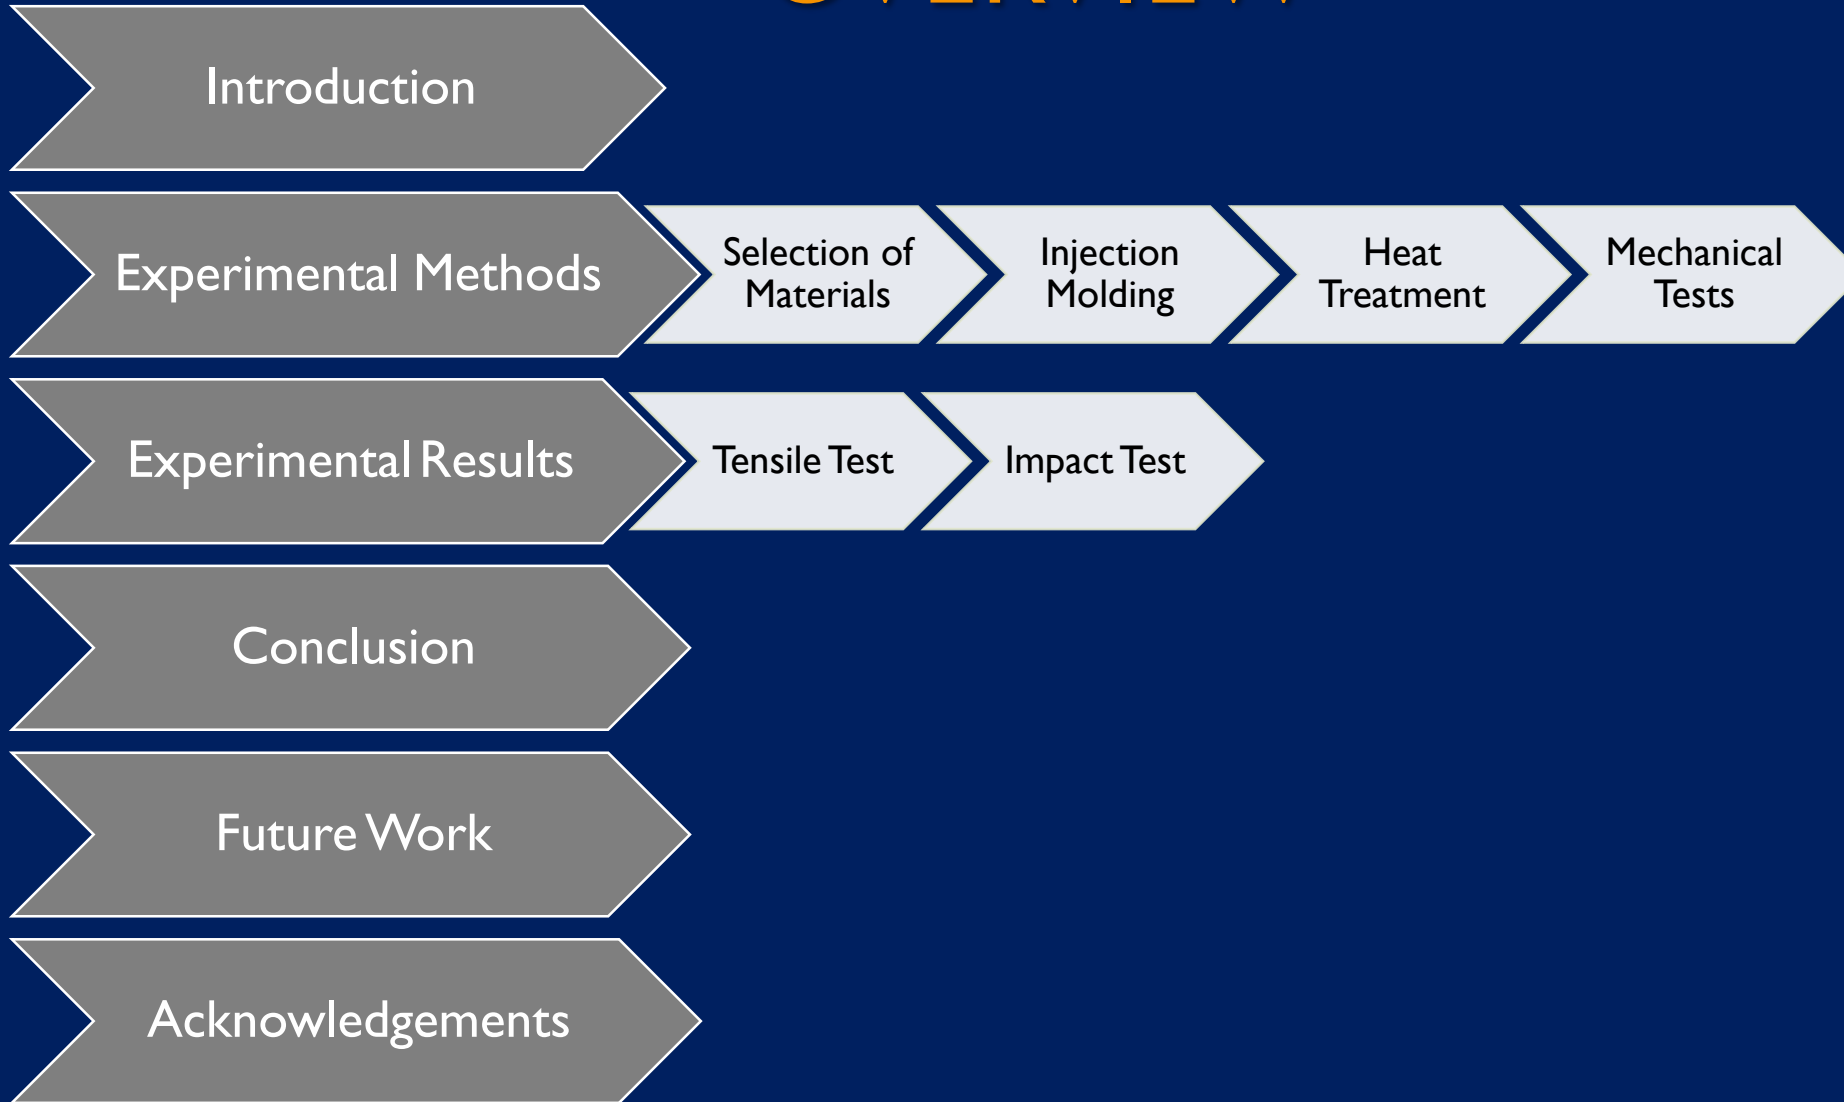 OVERVIEW
Introduction
Experimental Methods
Selection of
Materials
Injection
Molding
Heat
Treatment
Mechanical
Tests
Experimental Results
Tensile Test
Impact Test
Conclusion
Future Work
Acknowledgements